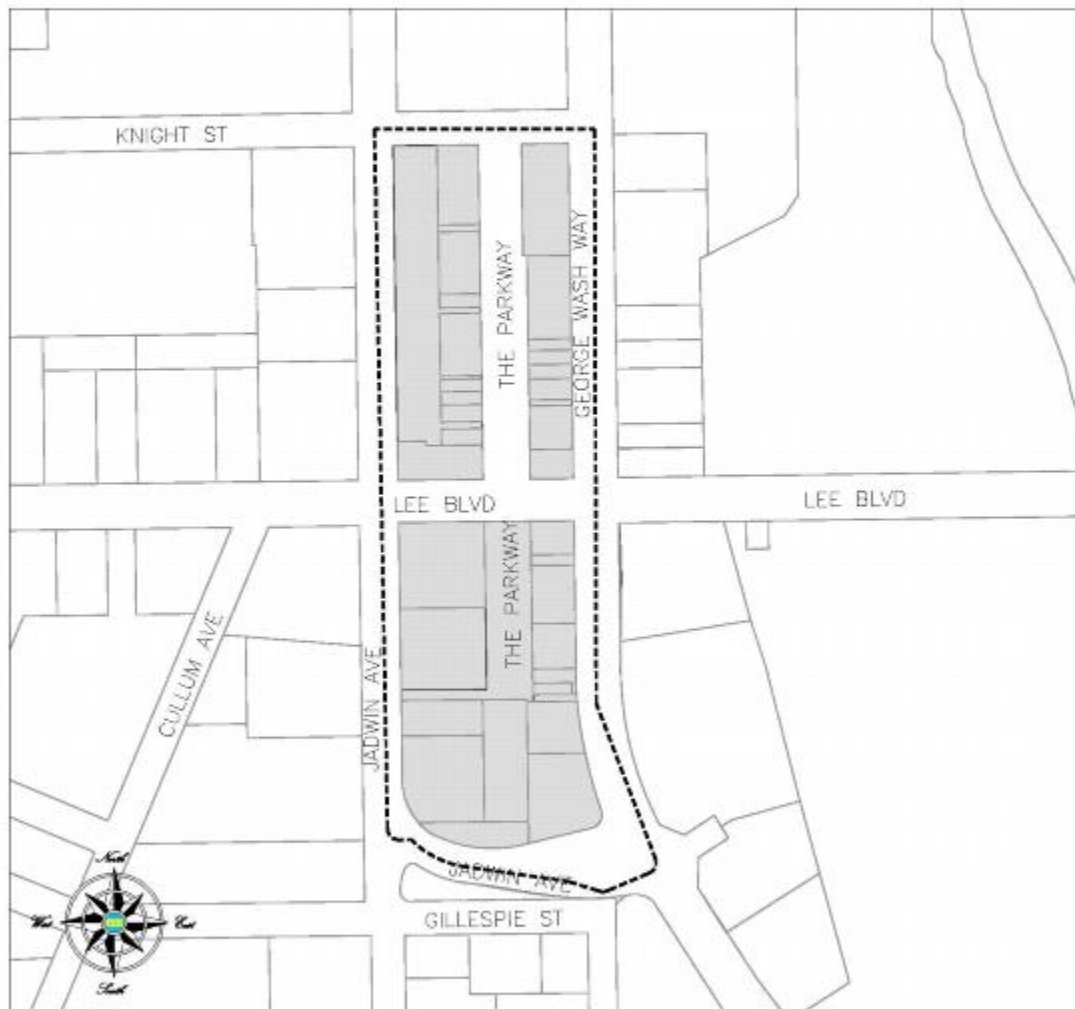 KNIGHT ST
THE PARKWAY
GEORGE WASH WAY
LEE BLVD
LEE BLVD
THE PARKWAY
CULLUM AVE
JADWIN AVE
JADWIN AVE
GILLESPIE ST
North
West
East
South